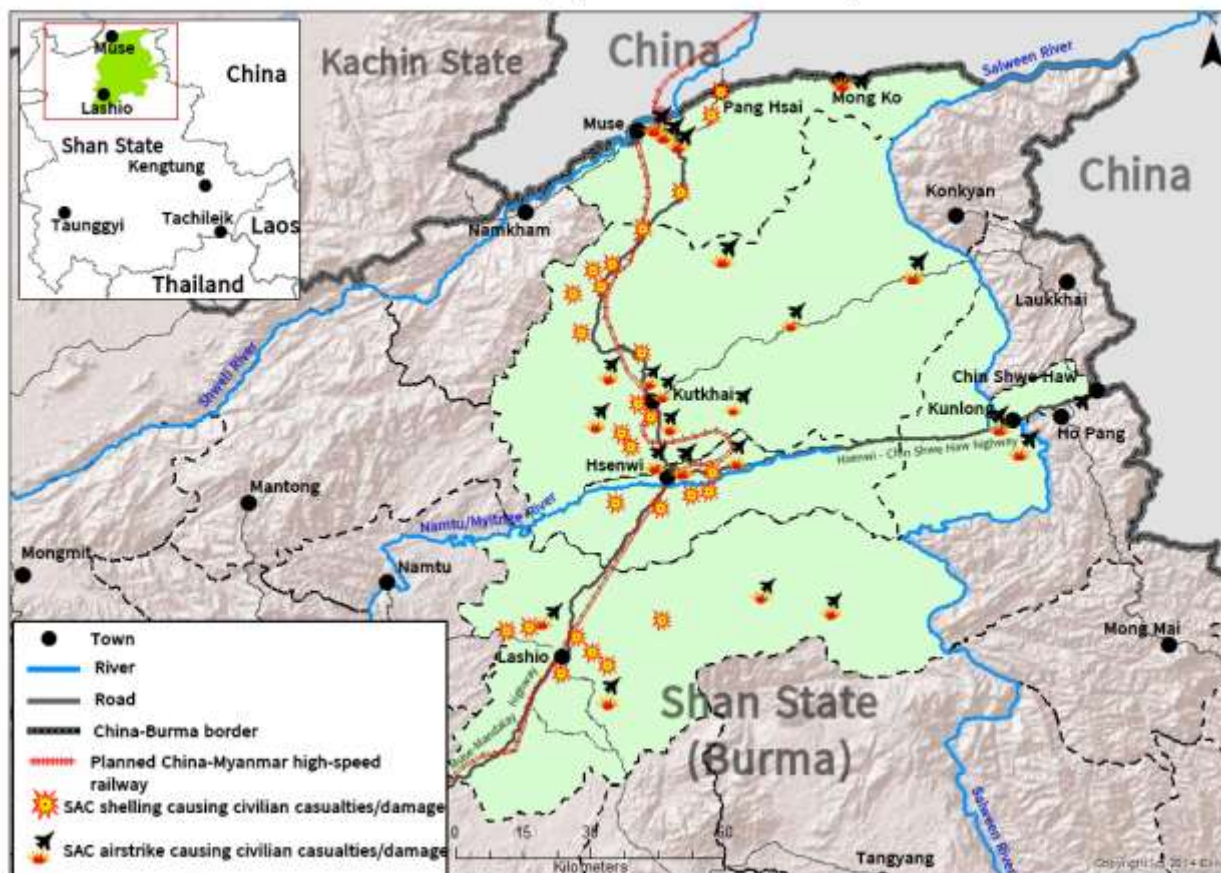 Muse
China
Lashio
Shan State
Kengtung
Taunggyi
Tachileik
Laos
Thailand
Kachin State
China
Salween River
Pang Hsai
Mong Ko
Muse
Konkyan
China
Namkham
Laukkhai
Shweli River
Chin Shwe Haw
Kutkhai
Kunlong
Ho Pang
Hsenwi
Hsenwi - Chin Shwe Haw highway
Mantong
Namtu/Myitnge River
Mongmit
Namtu
Mong Mai
Lashio
Muse-Mandalay highway
Shan State
(Burma)
Salween River
Tangyang
Town
River
Road
China-Burma border
Planned China-Myanmar high-speed
railway
SAC shelling causing civilian casualties/damage
SAC airstrike causing civilian casualties/damage
0 15 30 60
Kilometers